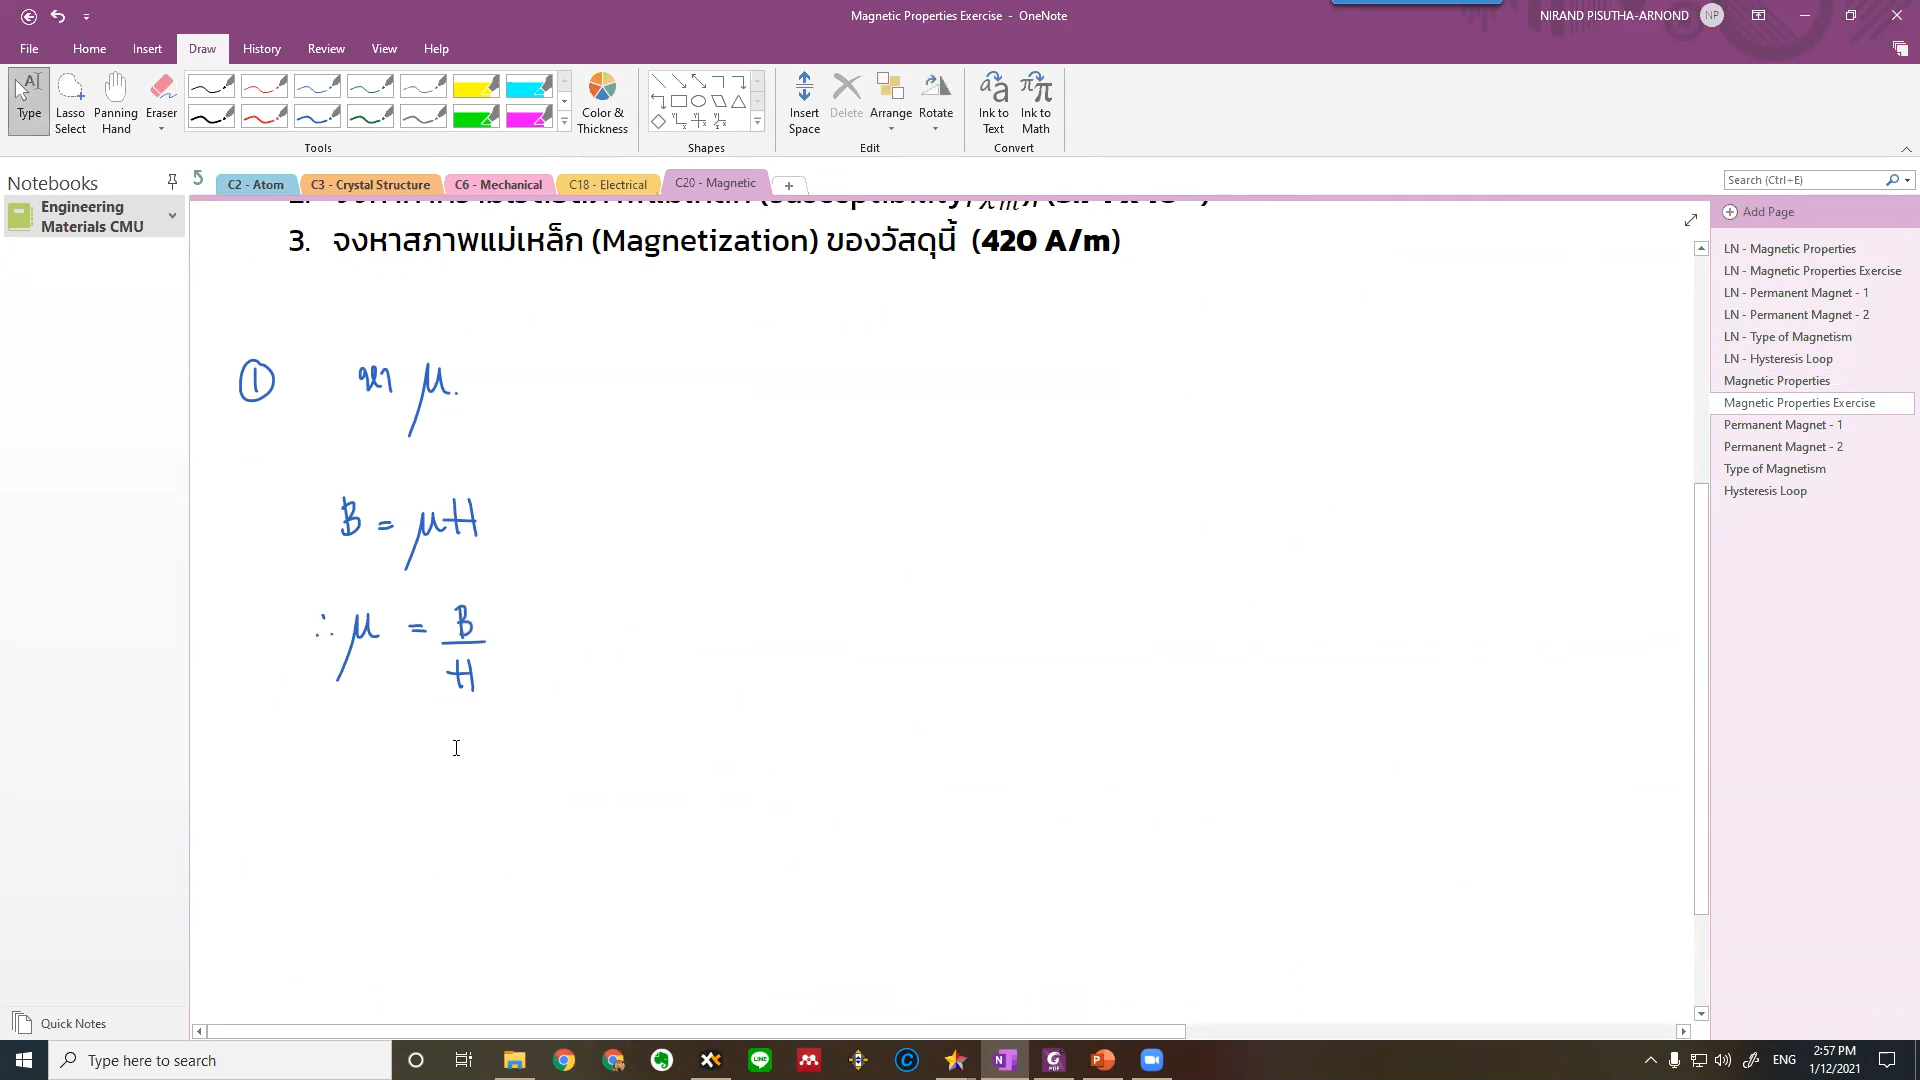 Magnetic Properties Exercise - OneNote
NIRAND PISUTHA-ARNOND NP
File Home Insert Draw History Review View Help
Type
Lasso Select
Panning Hand
Eraser
Color & Thickness
Insert Space
Delete
Arrange
Rotate
Ink to Text
Ink to Math
Tools
Shapes
Edit
Convert
Notebooks
Engineering Materials CMU
C2 - Atom
C3 - Crystal Structure
C6 - Mechanical
C18 - Electrical
C20 - Magnetic
Search (Ctrl+E)
Add Page
LN - Magnetic Properties
LN - Magnetic Properties Exercise
LN - Permanent Magnet - 1
LN - Permanent Magnet - 2
LN - Type of Magnetism
LN - Hysteresis Loop
Magnetic Properties
Magnetic Properties Exercise
Permanent Magnet - 1
Permanent Magnet - 2
Type of Magnetism
Hysteresis Loop
3. จงหาสภาพแม่เหล็ก (Magnetization) ของวัสดุนี้ (420 A/m)
① หา μ.
B = μH
∴ μ = B/H
Quick Notes
Type here to search
ENG
2:57 PM
1/12/2021